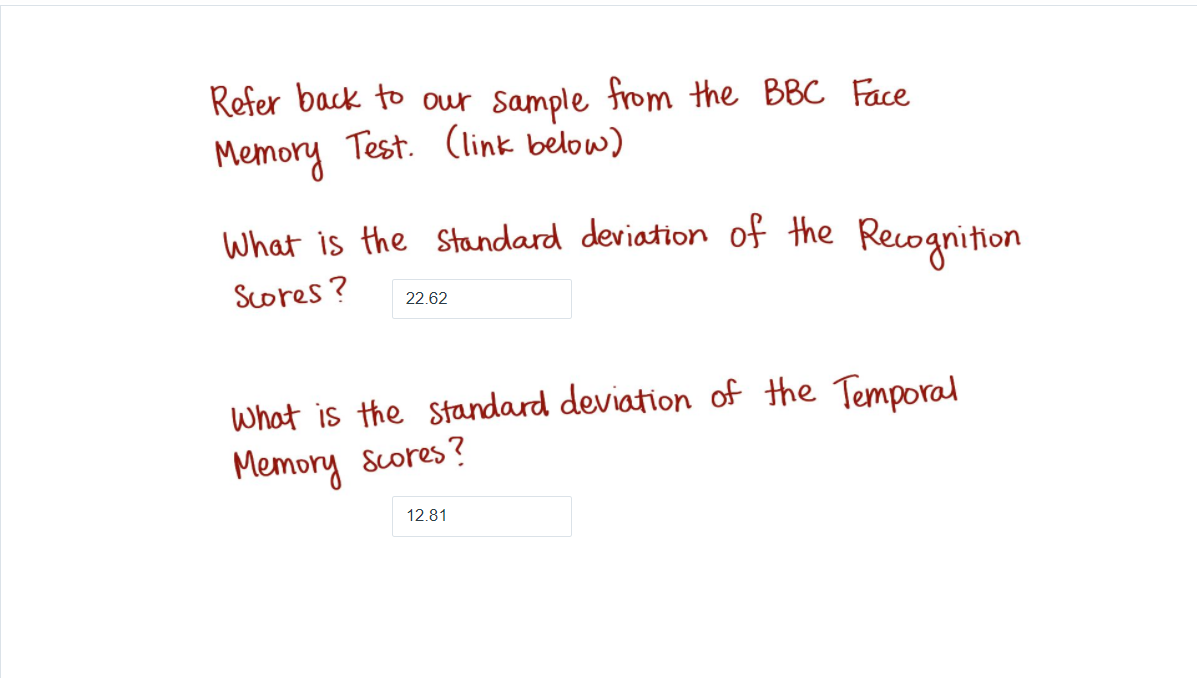 Refer back to our sample from the BBC Face
Memory Test. (link below)
What is the standard deviation of the Recognition
Scores?
22.62
What is the standard deviation of the Temporal
Memory scores?
12.81